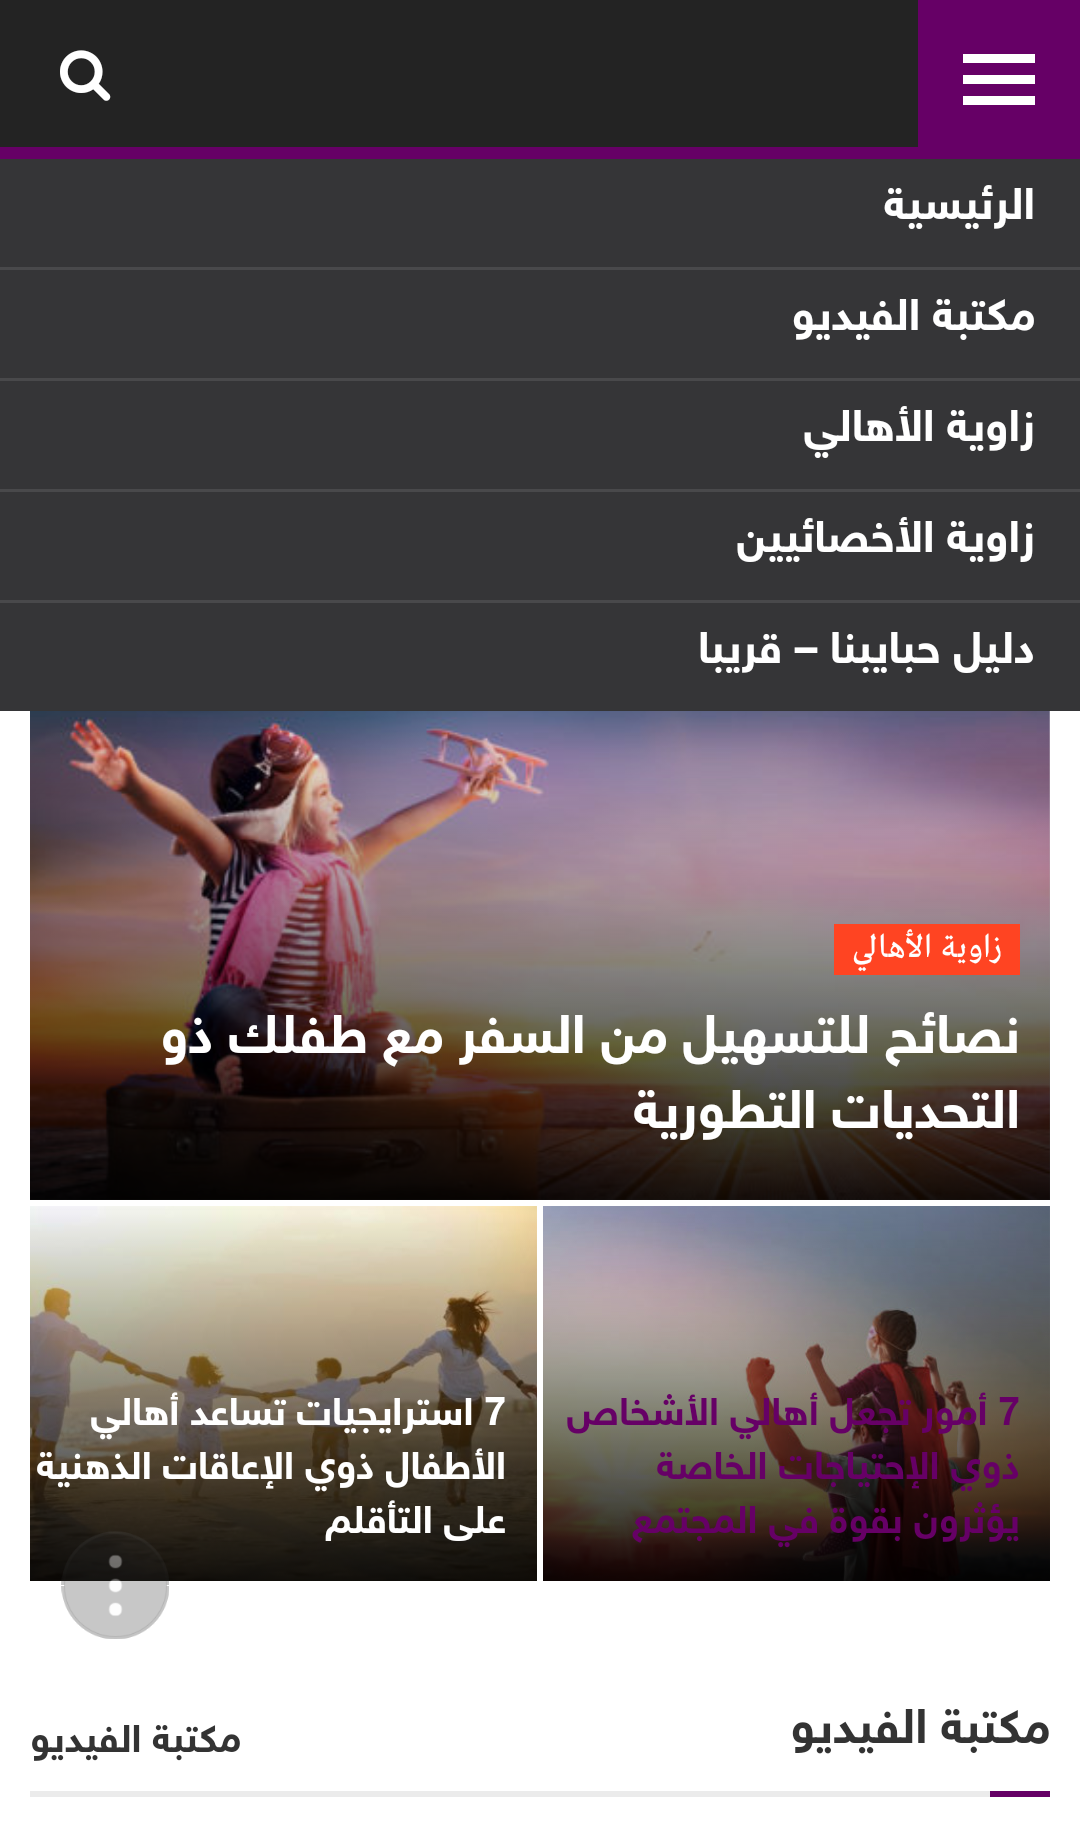 الرئيسية
مكتبة الفيديو
زاوية الأهالي
زاوية الأخصائيين
دليل حبايبنا – قريبا
زاوية الأهالي
نصائح للتسهيل من السفر مع طفلك ذو
التحديات التطورية
7 أمور تجعل أهالي الأشخاص
ذوي الإحتياجات الخاصة
يؤثرون بقوة في المجتمع
7 استرايجيات تساعد أهالي
الأطفال ذوي الإعاقات الذهنية
على التأقلم
مكتبة الفيديو
مكتبة الفيديو